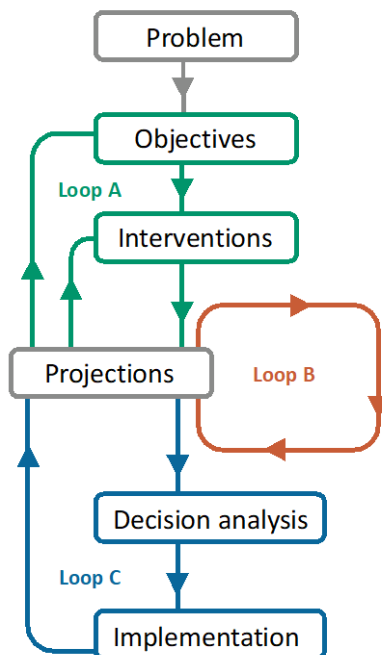 Problem
Objectives
Loop A
Interventions
Projections
Loop B
Decision analysis
Loop C
Implementation